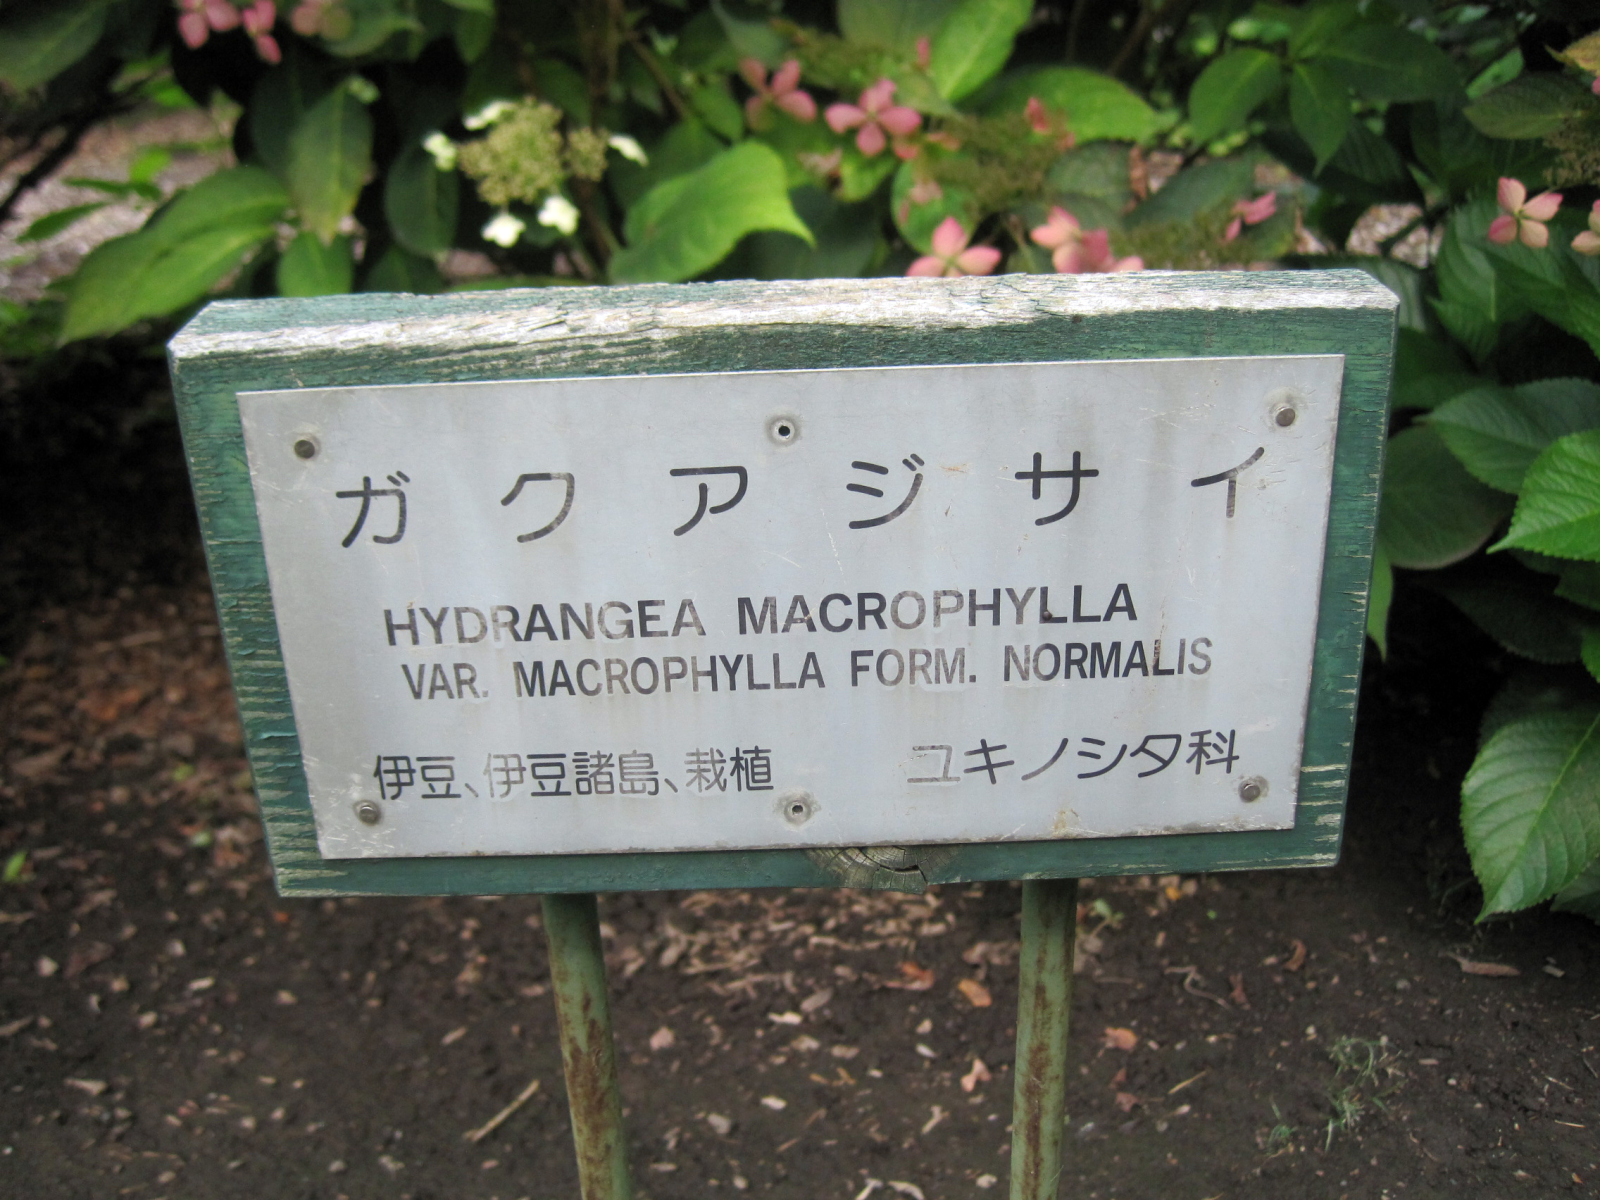 ガクアジサイ
HYDRANGEA MACROPHYLLA
VAR. MACROPHYLLA FORM. NORMALIS
伊豆、伊豆諸島、栽植 ユキノシタ科